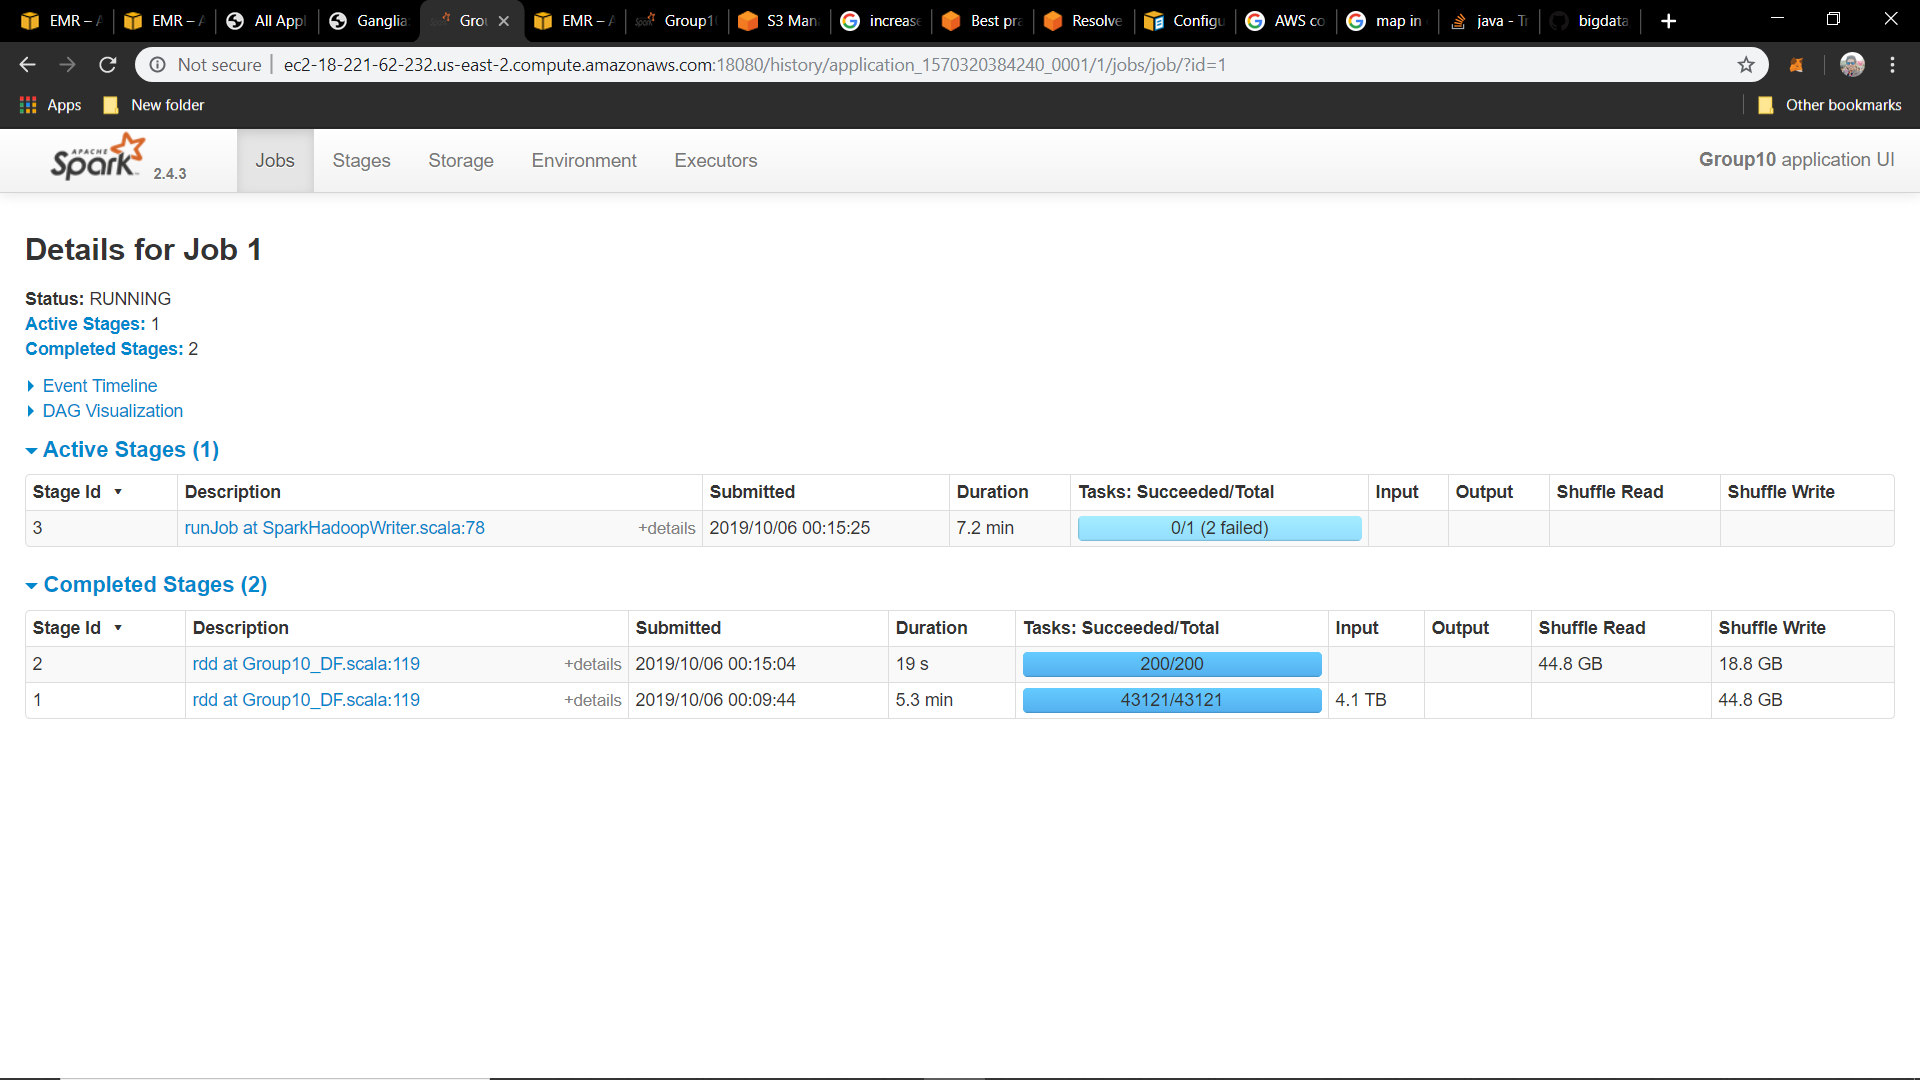 EMR – A EMR – A All Appl Ganglia Gro EMR – A Group1 S3 Man increase Best pra Resolve Configu AWS co map in java - Tr bigdata
Not secure ec2-18-221-62-232.us-east-2.compute.amazonaws.com:18080/history/application_1570320384240_0001/1/jobs/job/?id=1
Apps New folder Other bookmarks
APACHE Spark 2.4.3 Jobs Stages Storage Environment Executors Group10 application UI
Details for Job 1
Status: RUNNING
Active Stages: 1
Completed Stages: 2
Event Timeline
DAG Visualization
Active Stages (1)
Stage Id Description Submitted Duration Tasks: Succeeded/Total Input Output Shuffle Read Shuffle Write
3 runJob at SparkHadoopWriter.scala:78 +details 2019/10/06 00:15:25 7.2 min 0/1 (2 failed)
Completed Stages (2)
Stage Id Description Submitted Duration Tasks: Succeeded/Total Input Output Shuffle Read Shuffle Write
2 rdd at Group10_DF.scala:119 +details 2019/10/06 00:15:04 19 s 200/200 44.8 GB 18.8 GB
1 rdd at Group10_DF.scala:119 +details 2019/10/06 00:09:44 5.3 min 43121/43121 4.1 TB 44.8 GB